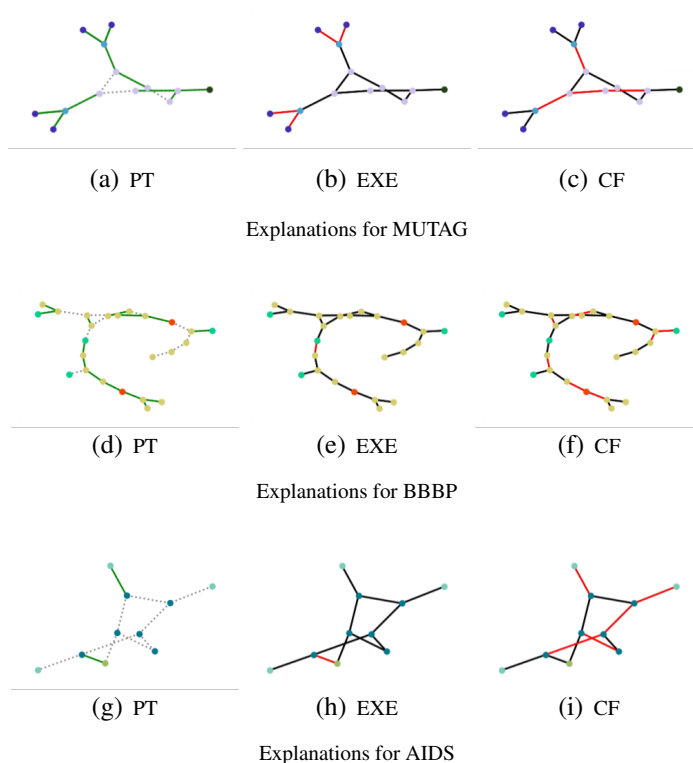 (a) PT
(b) EXE
(c) CF
Explanations for MUTAG
(d) PT
(e) EXE
(f) CF
Explanations for BBBP
(g) PT
(h) EXE
(i) CF
Explanations for AIDS